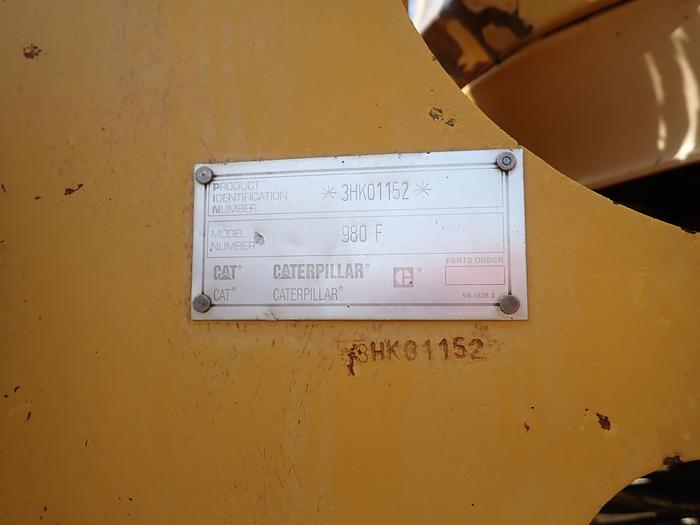 PRODUCT
IDENTIFICATION
NUMBER
*3HK01152*
MODEL
NUMBER
980 F
CAT CATERPILLAR® C®
CAT® CATERPILLAR®
PARTS ORDER
9X-1878 3
3HK01152